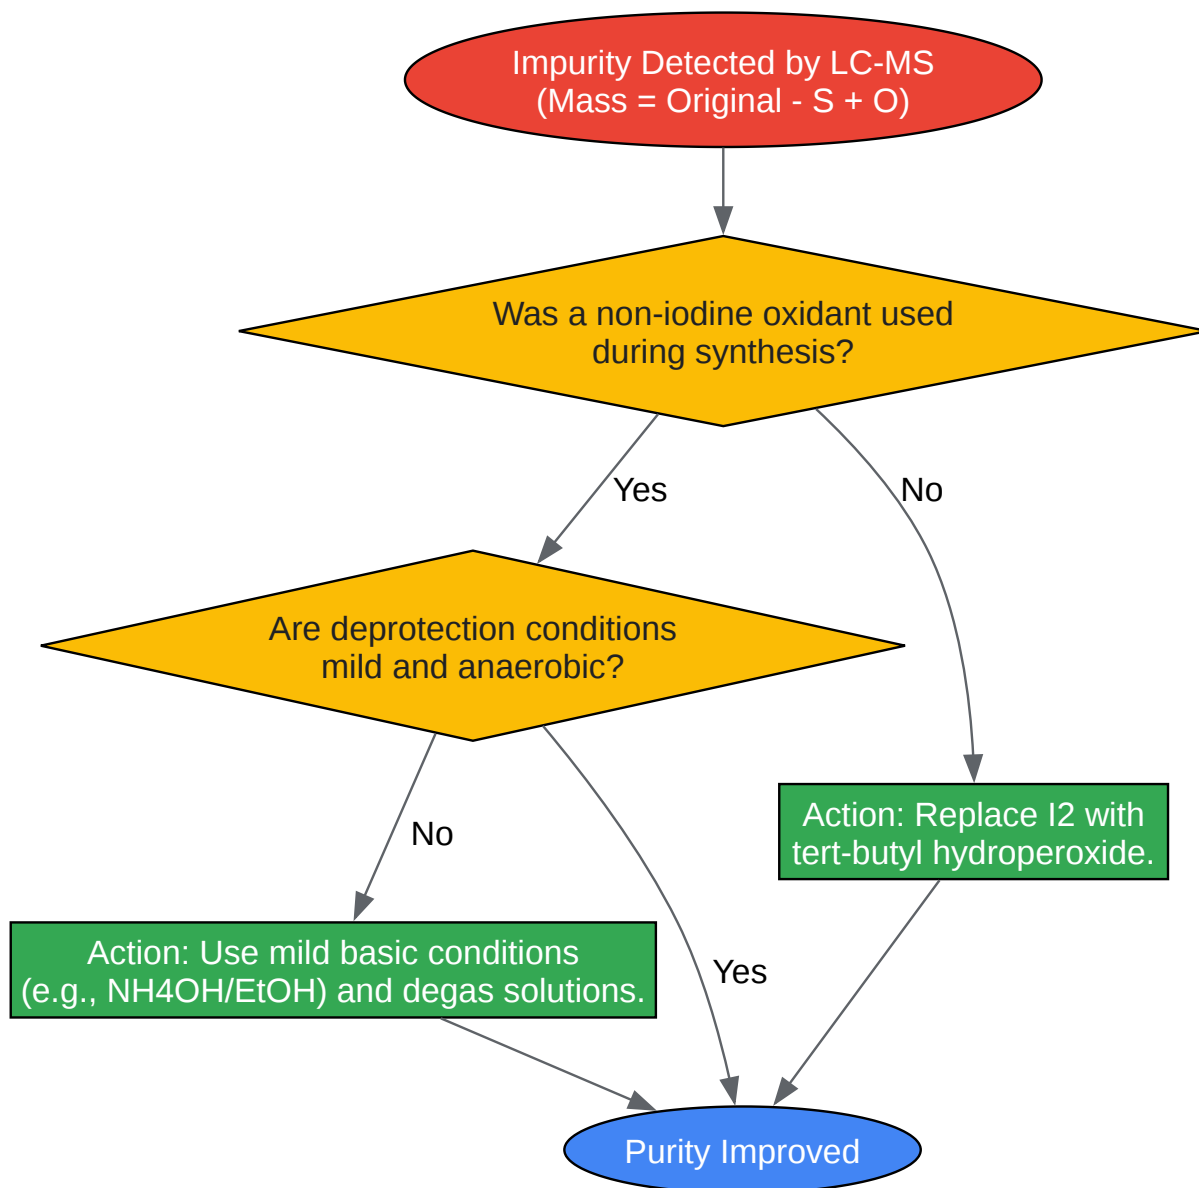 Impurity Detected by LC-MS
(Mass = Original - S + O)
Was a non-iodine oxidant used
during synthesis?
Yes
No
Are deprotection conditions
mild and anaerobic?
No
Action: Replace I2 with
tert-butyl hydroperoxide.
Action: Use mild basic conditions
(e.g., NH4OH/EtOH) and degas solutions.
Yes
Purity Improved